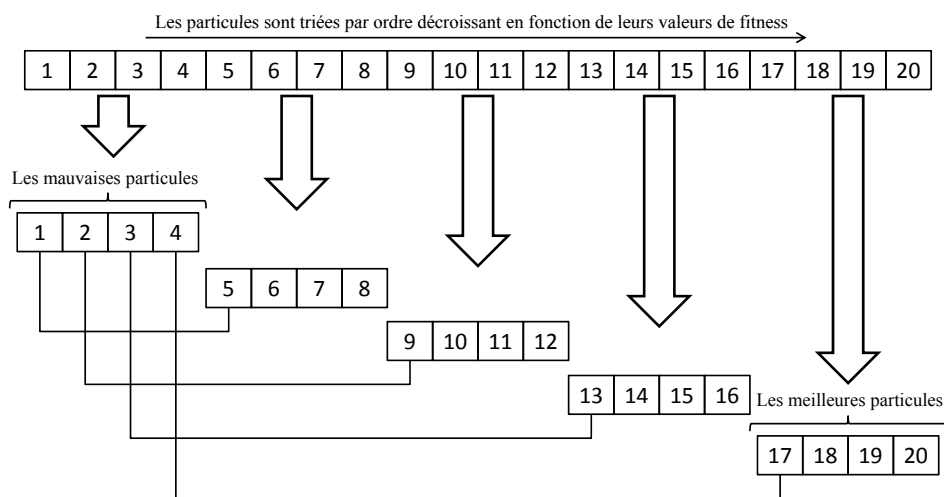 Les particules sont triées par ordre décroissant en fonction de leurs valeurs de fitness
1 2 3 4 5 6 7 8 9 10 11 12 13 14 15 16 17 18 19 20
Les mauvaises particules
1 2 3 4
5 6 7 8
9 10 11 12
13 14 15 16
Les meilleures particules
17 18 19 20